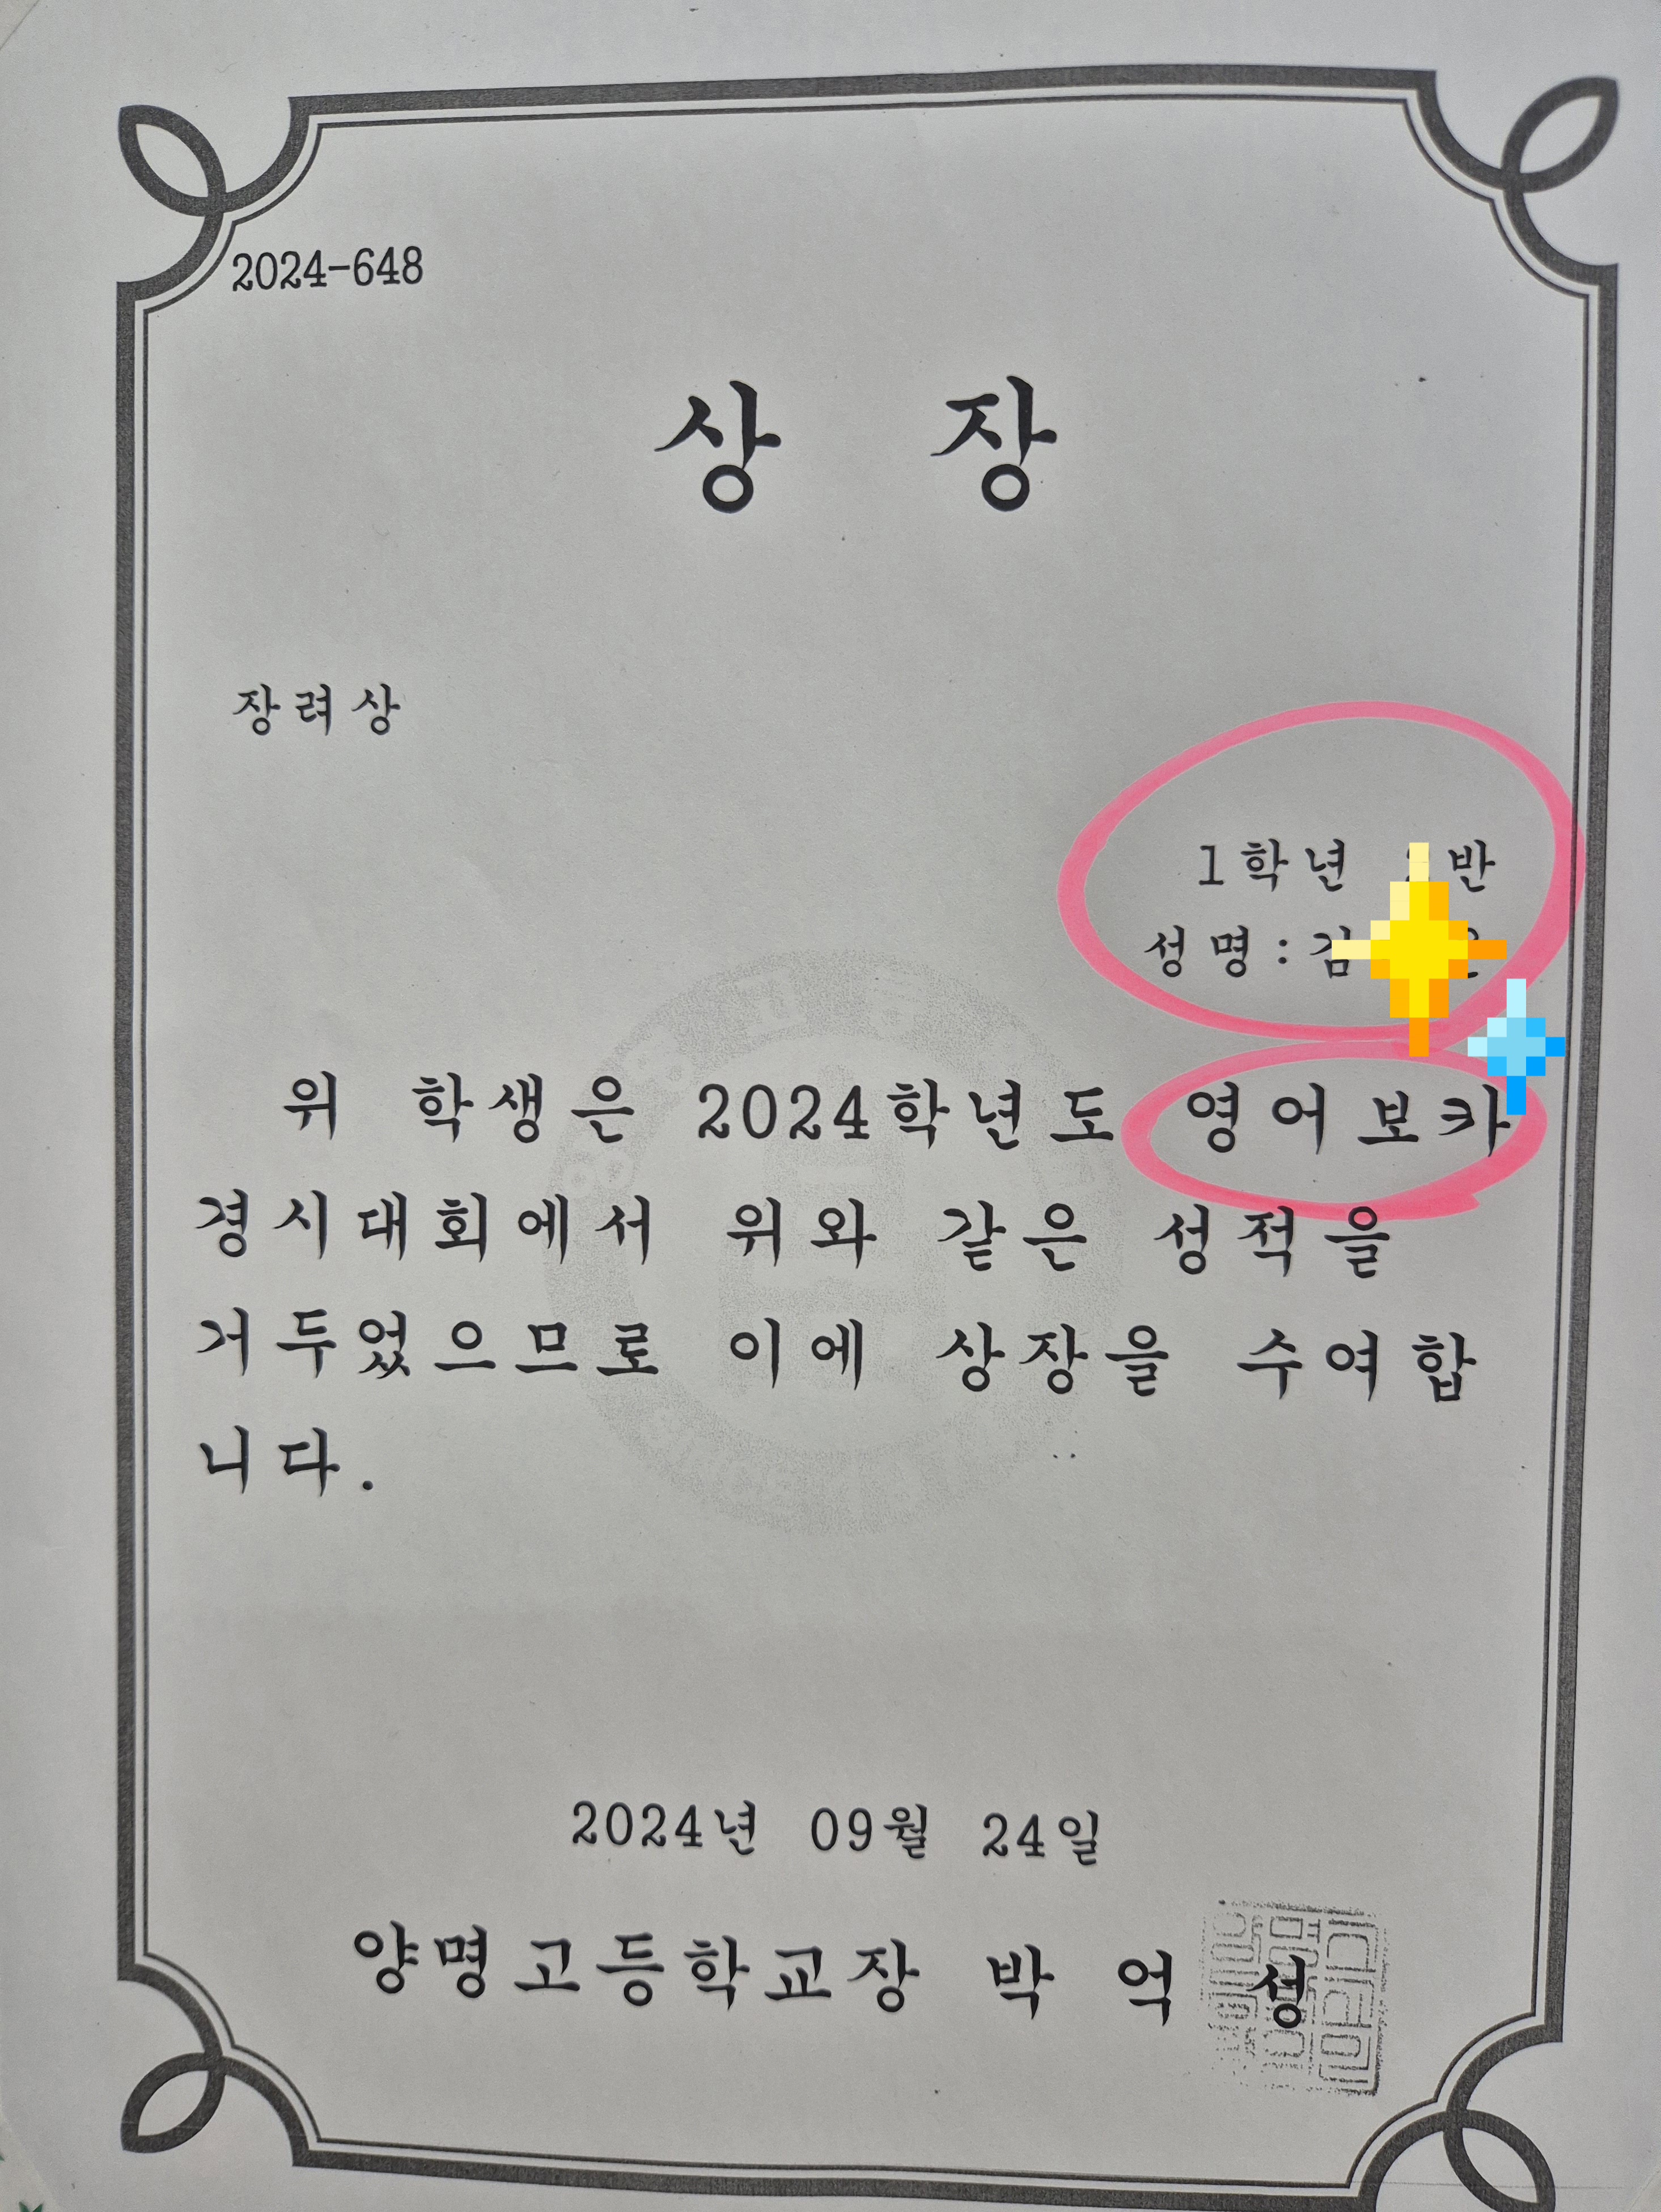 2024-648
상 장
장려상
1학년 반
성명:김
위 학생은 2024학년도 영어보카
경시대회에서 위와 같은 성적을
거두었으므로 이에 상장을 수여합
니다.
2024년 09월 24일
양명고등학교장 박 억 성